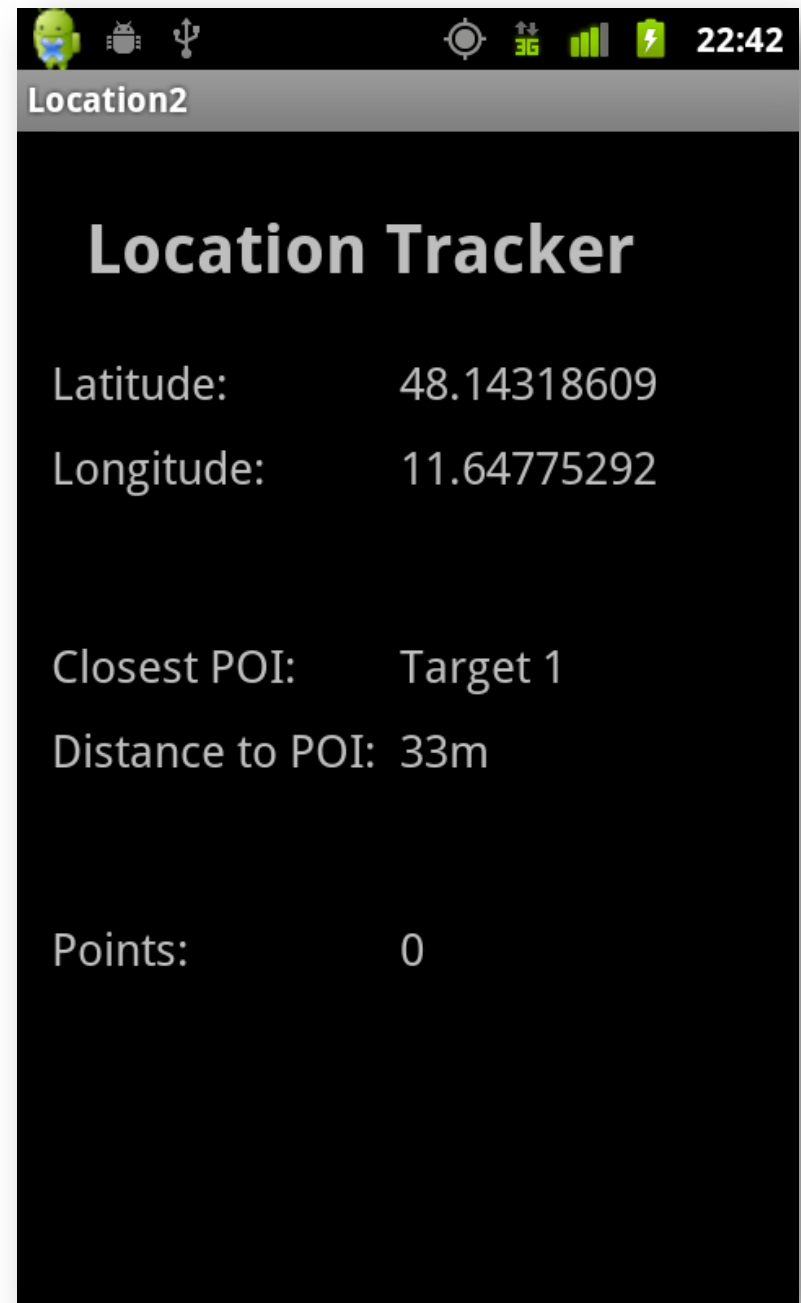 3G 22:42
Location2
Location Tracker
Latitude: 48.14318609
Longitude: 11.64775292
Closest POI: Target 1
Distance to POI: 33m
Points: 0